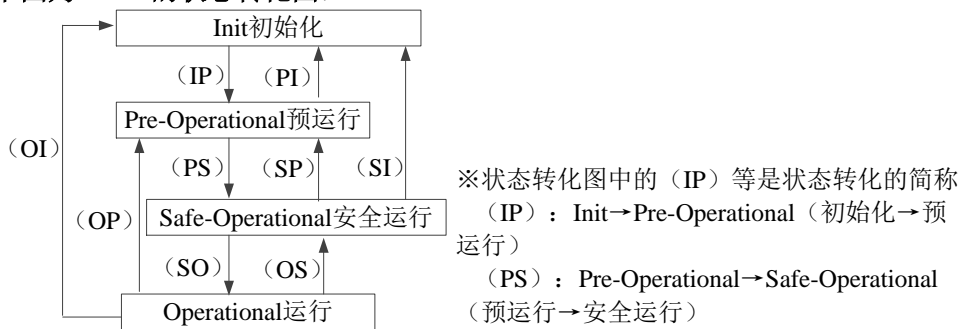 Init初始化
（IP） （PI）
Pre-Operational预运行
（OI）
（PS） （SP） （SI）
（OP）
Safe-Operational安全运行
（SO） （OS）
Operational运行
※状态转化图中的（IP）等是状态转化的简称
（IP）：Init→Pre-Operational（初始化→预
运行）
（PS）：Pre-Operational→Safe-Operational
（预运行→安全运行）